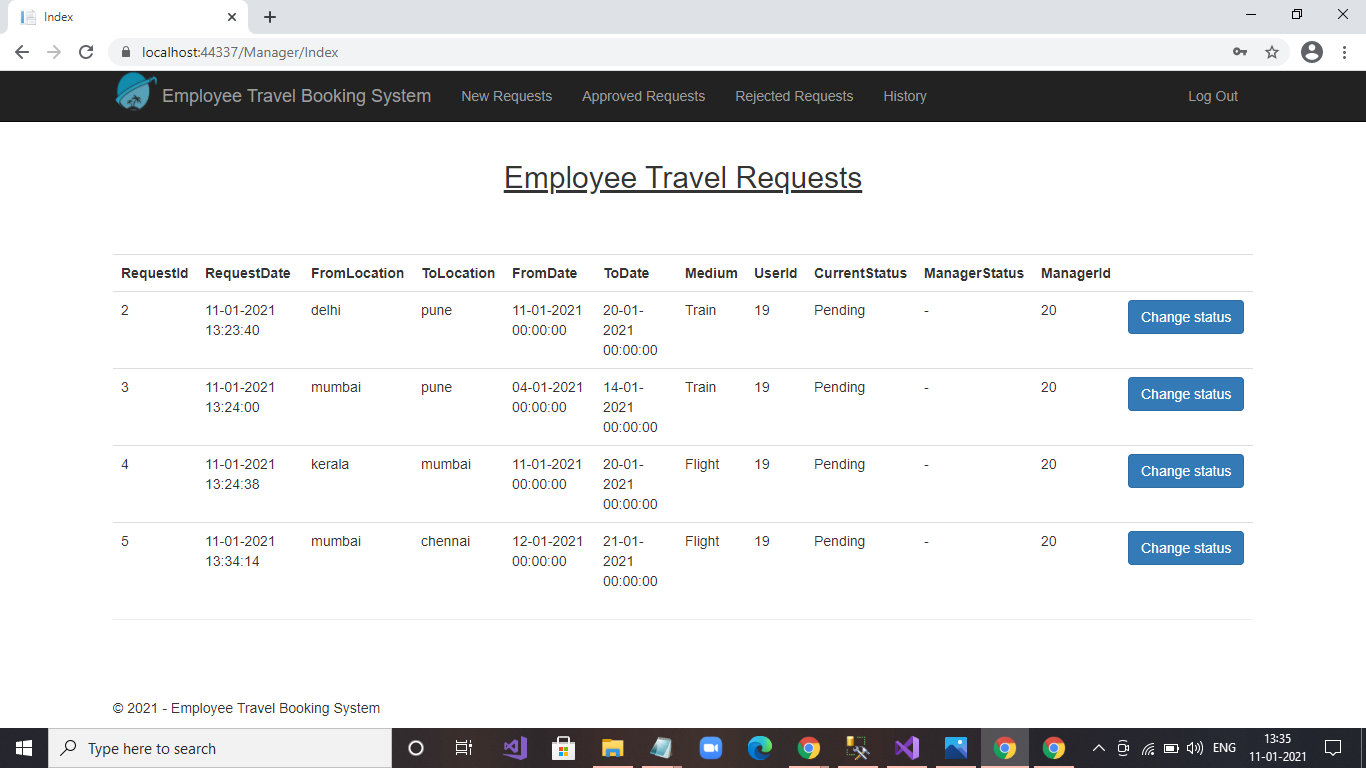 Index
localhost:44337/Manager/Index
Employee Travel Booking System New Requests Approved Requests Rejected Requests History Log Out
Employee Travel Requests
RequestId RequestDate FromLocation ToLocation FromDate ToDate Medium UserId CurrentStatus ManagerStatus ManagerId
2 11-01-2021 delhi pune 11-01-2021 20-01- Train 19 Pending - 20 Change status
13:23:40 00:00:00 2021
00:00:00
3 11-01-2021 mumbai pune 04-01-2021 14-01- Train 19 Pending - 20 Change status
13:24:00 00:00:00 2021
00:00:00
4 11-01-2021 kerala mumbai 11-01-2021 20-01- Flight 19 Pending - 20 Change status
13:24:38 00:00:00 2021
00:00:00
5 11-01-2021 mumbai chennai 12-01-2021 21-01- Flight 19 Pending - 20 Change status
13:34:14 00:00:00 2021
00:00:00
© 2021 - Employee Travel Booking System
Type here to search ENG 13:35
11-01-2021